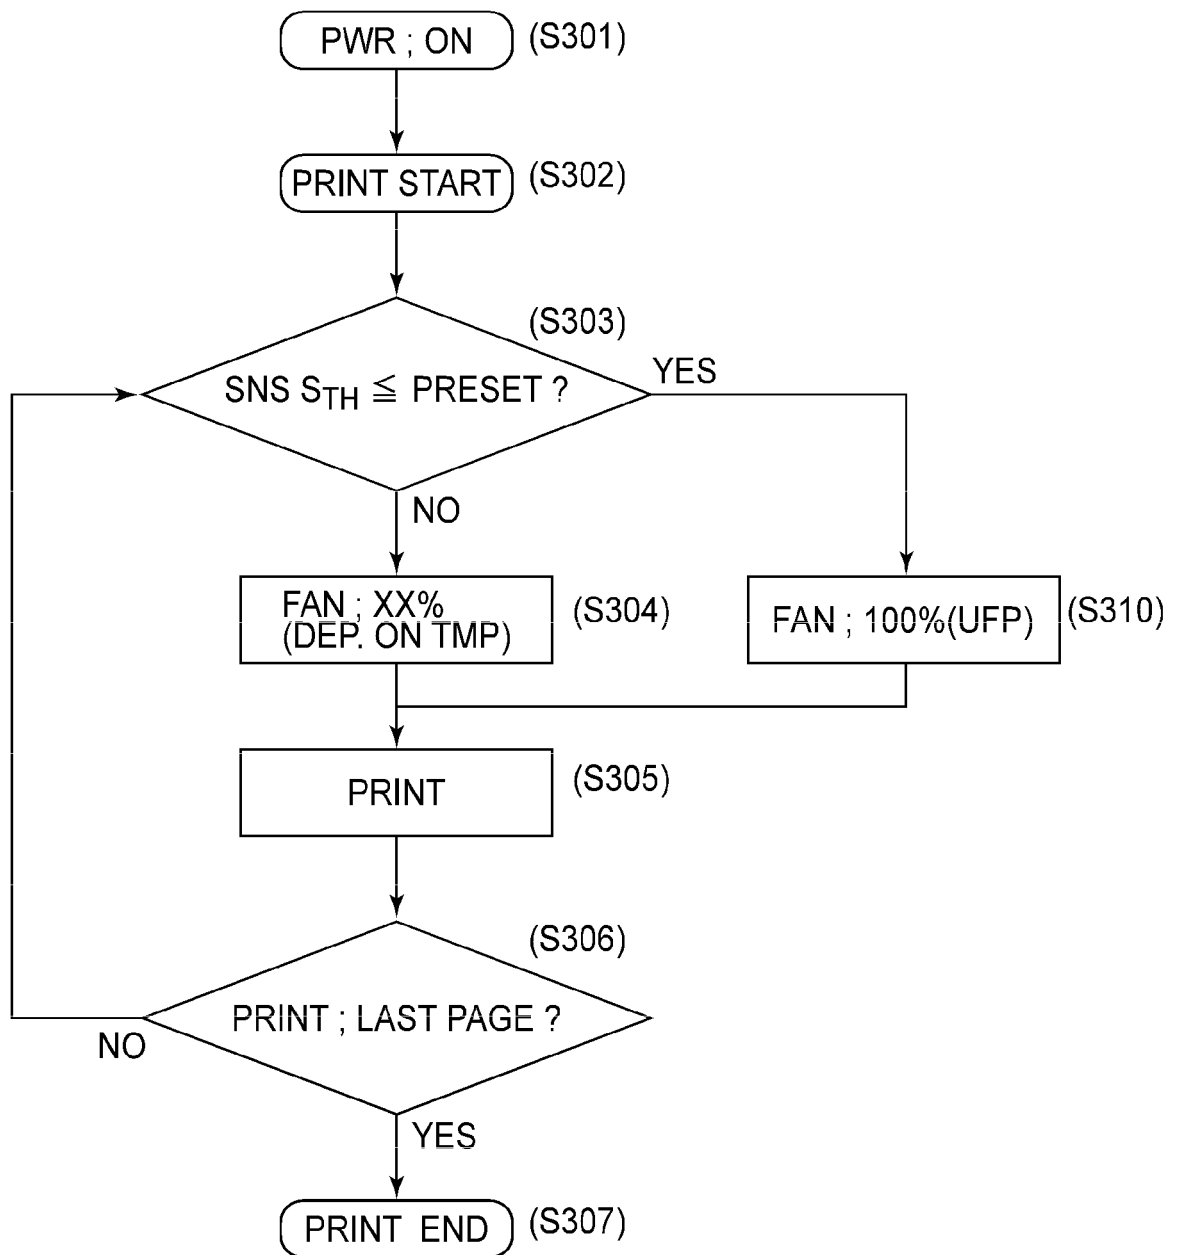 PWR ; ON (S301)
PRINT START (S302)
(S303)
SNS STH ≦ PRESET ?
YES
NO
FAN ; XX%
(DEP. ON TMP)
(S304)
FAN ; 100%(UFP)
(S310)
PRINT
(S305)
(S306)
PRINT ; LAST PAGE ?
NO
YES
PRINT END (S307)